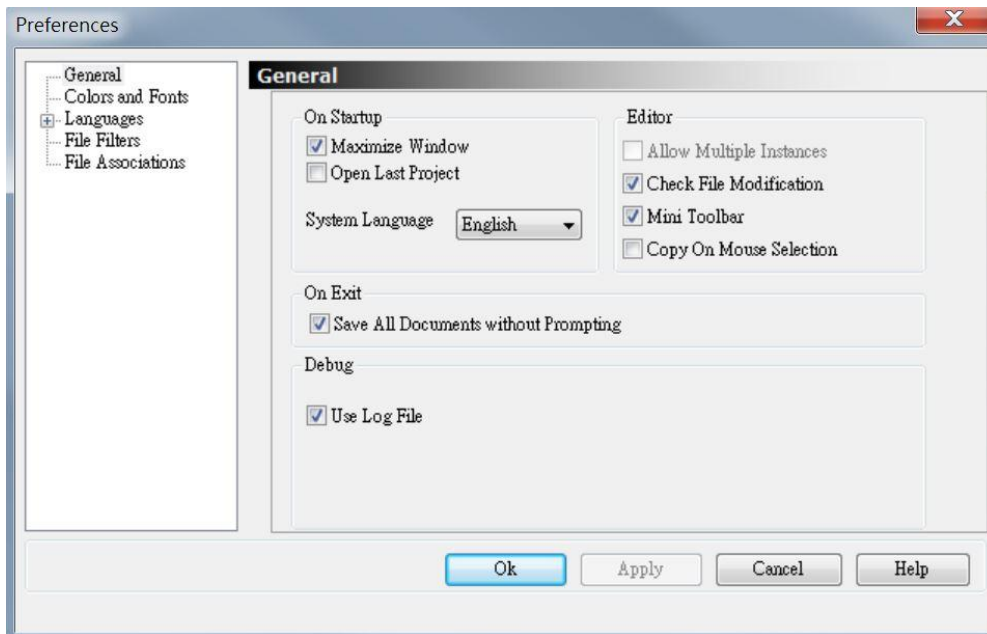 Preferences
General
Colors and Fonts
Languages
File Filters
File Associations
General
On Startup
Maximize Window
Open Last Project
System Language English
Editor
Allow Multiple Instances
Check File Modification
Mini Toolbar
Copy On Mouse Selection
On Exit
Save All Documents without Prompting
Debug
Use Log File
Ok Apply Cancel Help